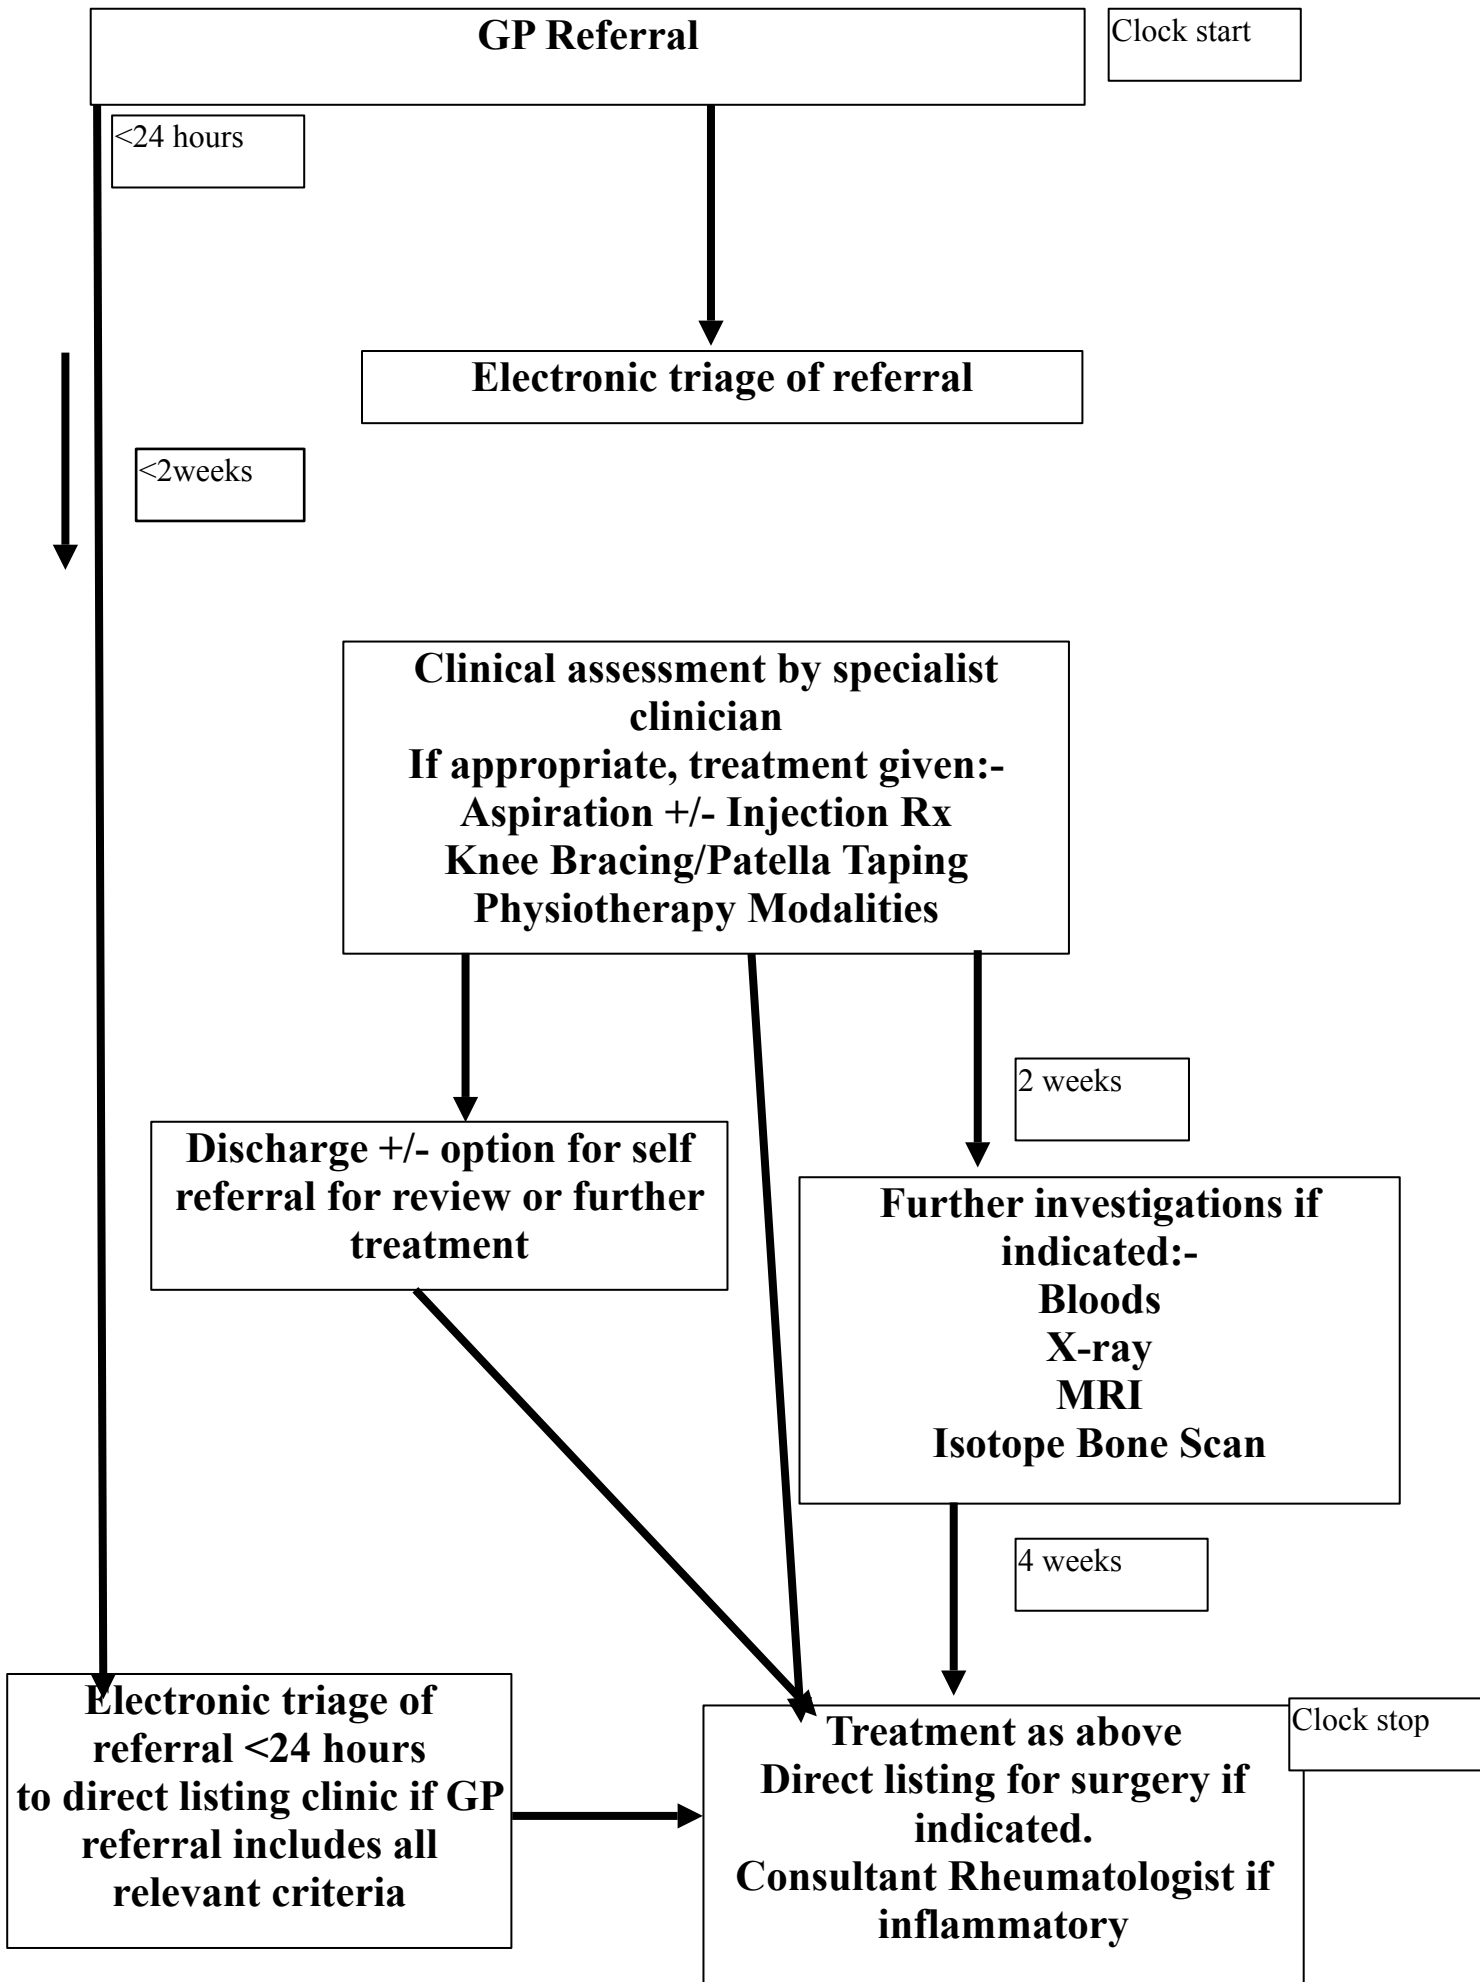 GP Referral
Clock start
<24 hours
Electronic triage of referral
<2weeks
Clinical assessment by specialist
clinician
If appropriate, treatment given:-
Aspiration +/- Injection Rx
Knee Bracing/Patella Taping
Physiotherapy Modalities
2 weeks
Discharge +/- option for self
referral for review or further
treatment
Further investigations if
indicated:-
Bloods
X-ray
MRI
Isotope Bone Scan
4 weeks
Electronic triage of
referral <24 hours
to direct listing clinic if GP
referral includes all
relevant criteria
Treatment as above
Direct listing for surgery if
indicated.
Consultant Rheumatologist if
inflammatory
Clock stop